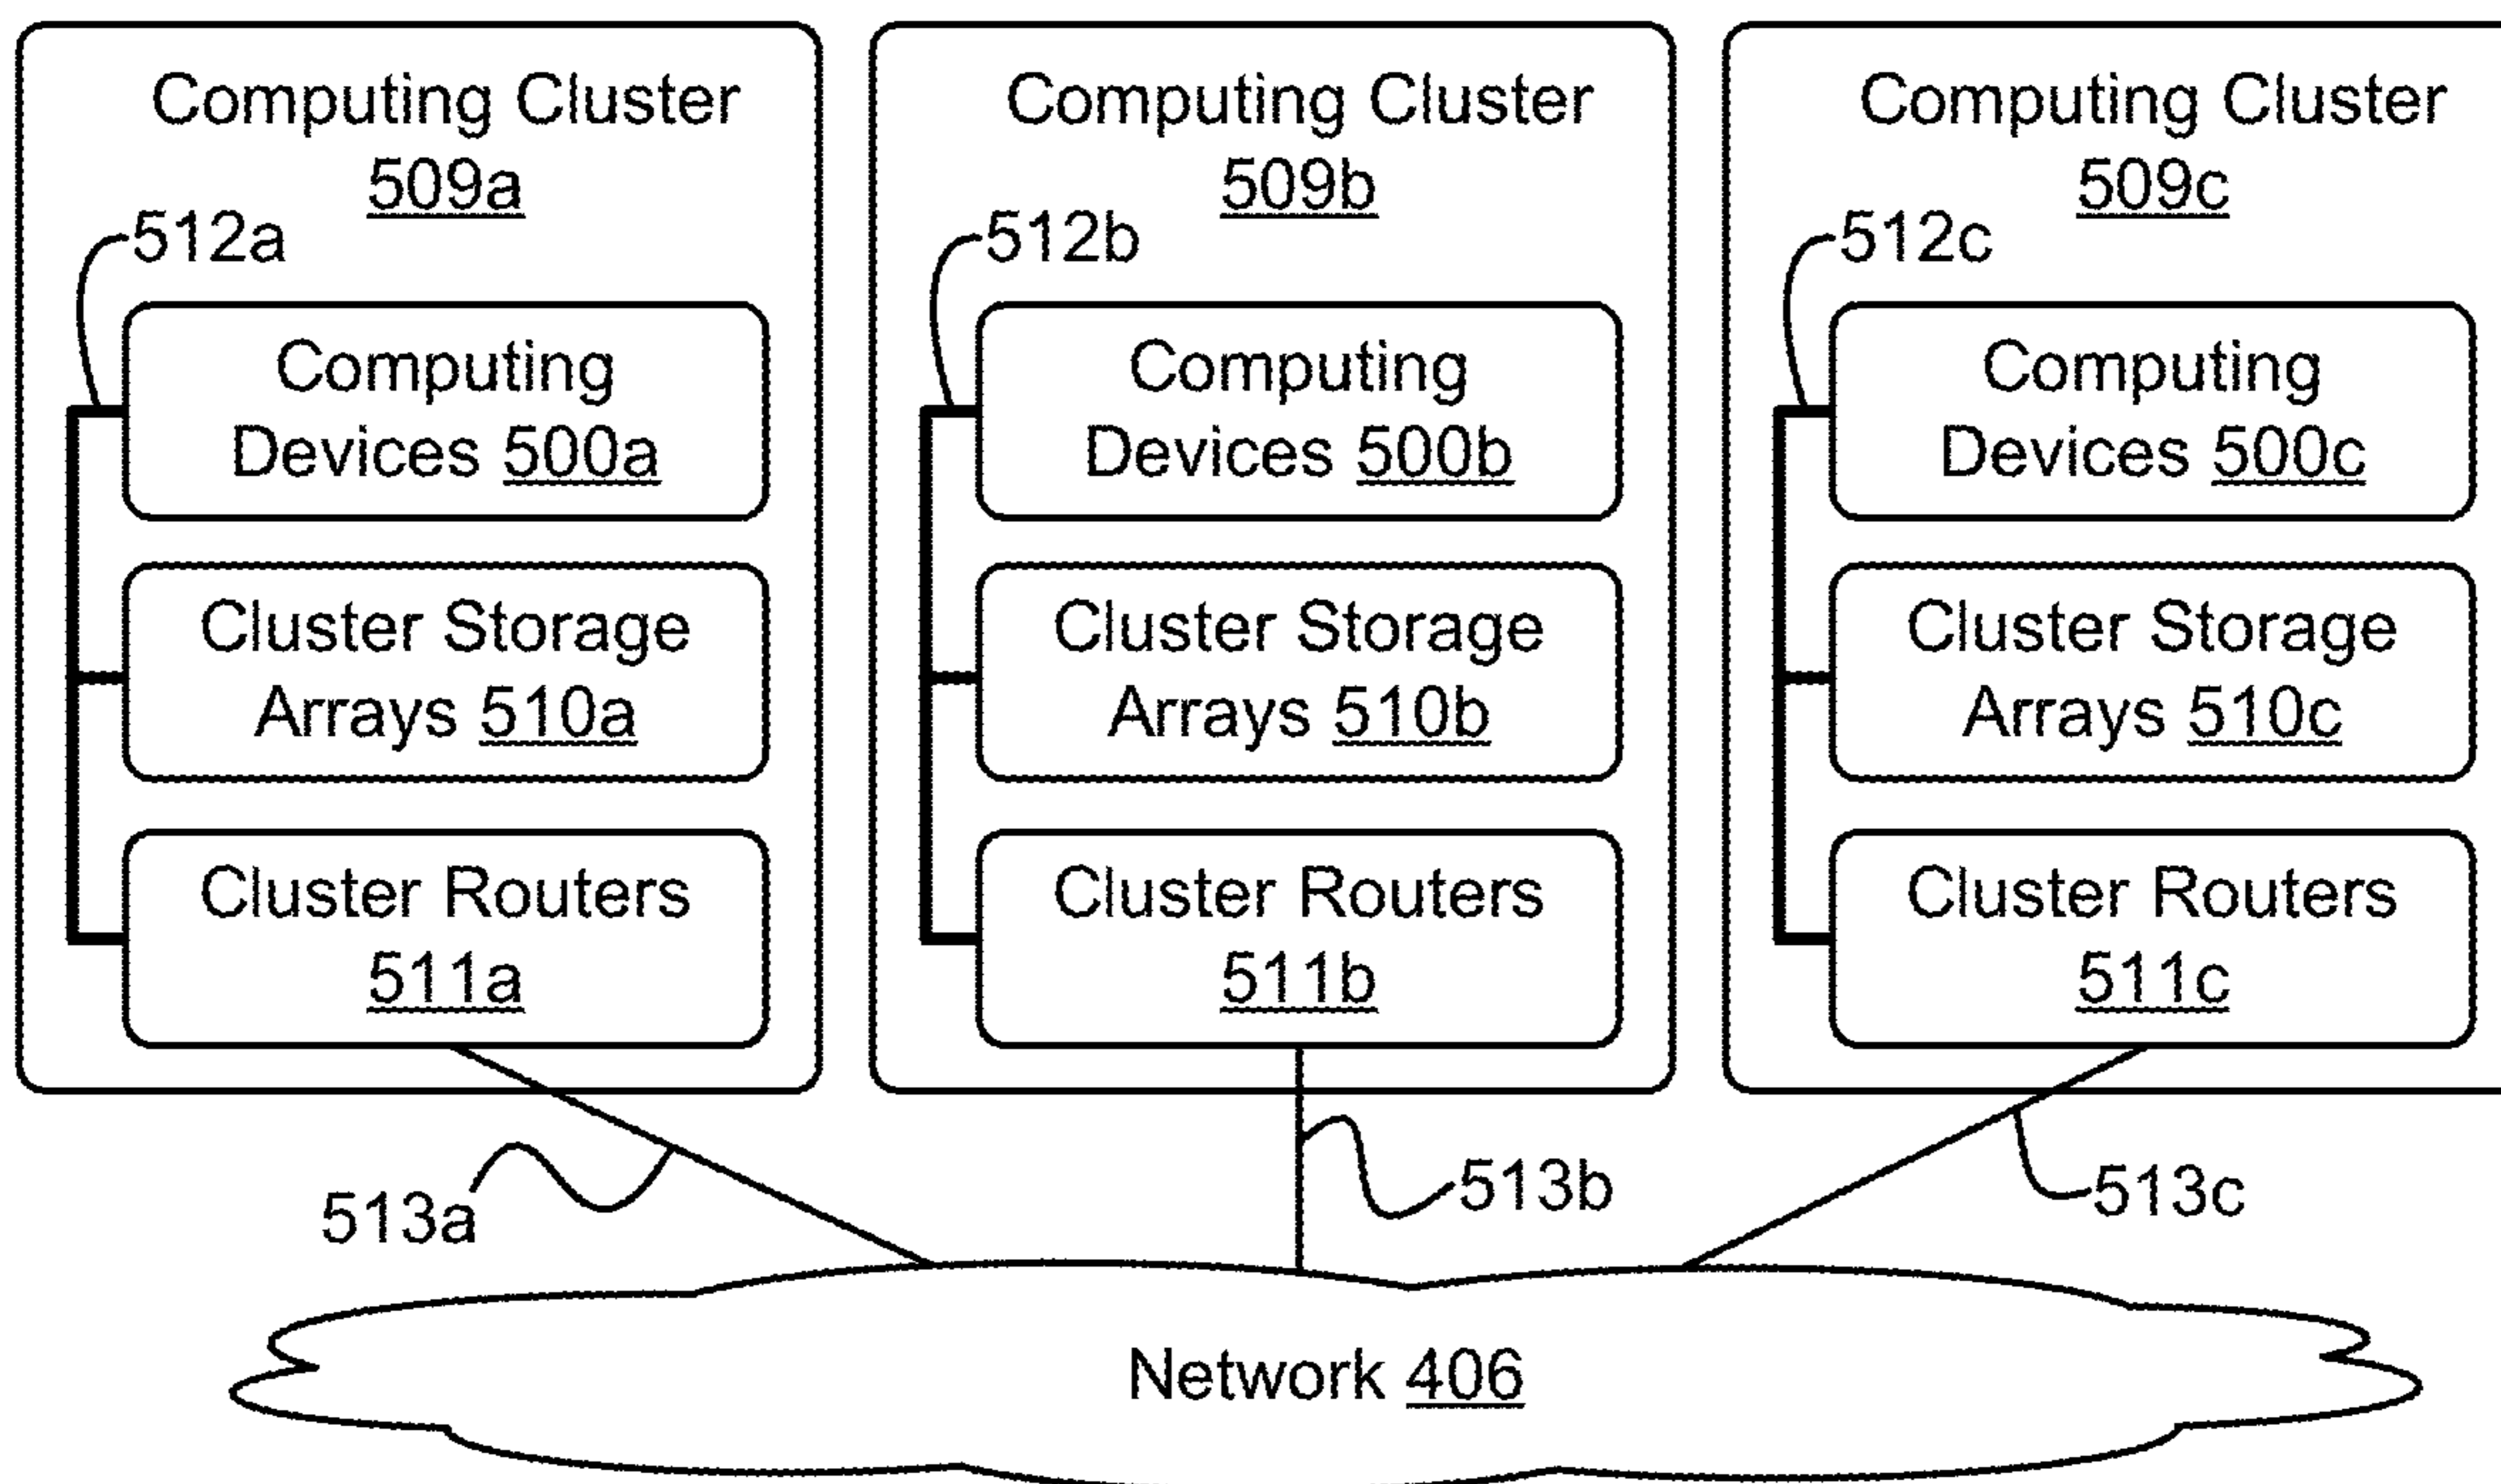 Computing Cluster
509a
512a
Computing
Devices 500a
Cluster Storage
Arrays 510a
Cluster Routers
511a
Computing Cluster
509b
512b
Computing
Devices 500b
Cluster Storage
Arrays 510b
Cluster Routers
511b
Computing Cluster
509c
512c
Computing
Devices 500c
Cluster Storage
Arrays 510c
Cluster Routers
511c
513a
513b
513c
Network 406